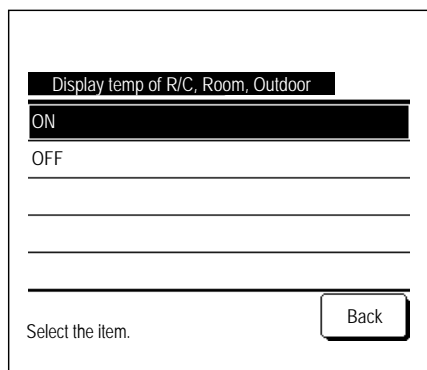 Display temp of R/C, Room, Outdoor
ON
OFF
Back
Select the item.